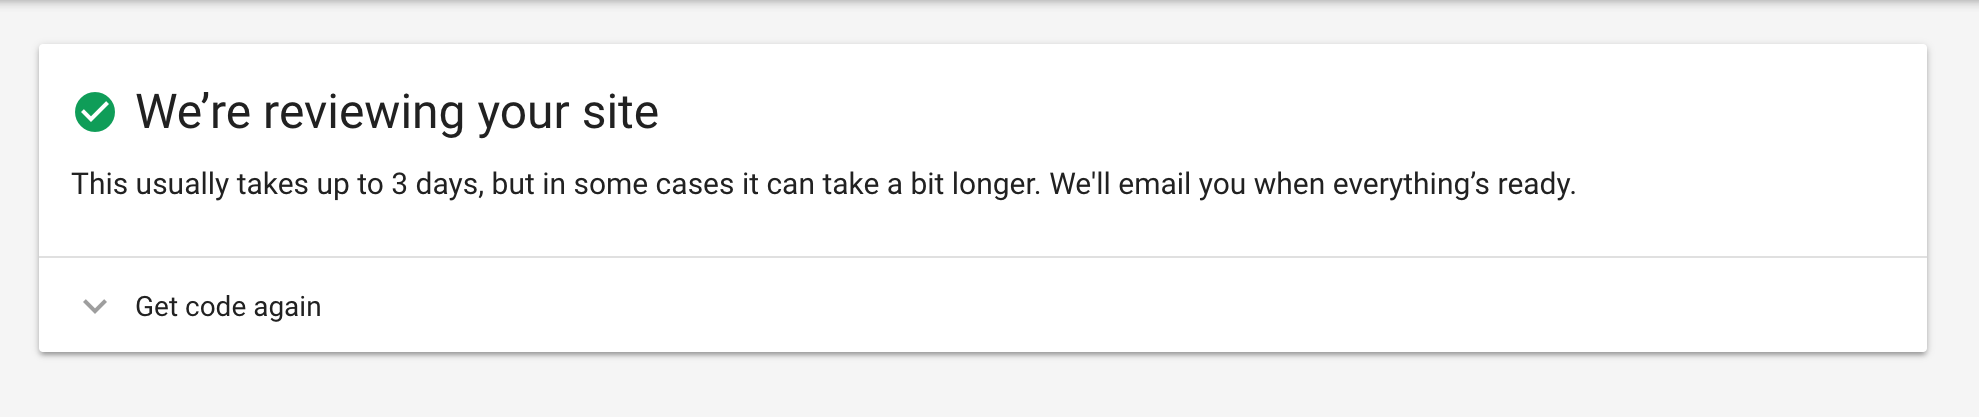 We’re reviewing your site
This usually takes up to 3 days, but in some cases it can take a bit longer. We'll email you when everything’s ready.
Get code again